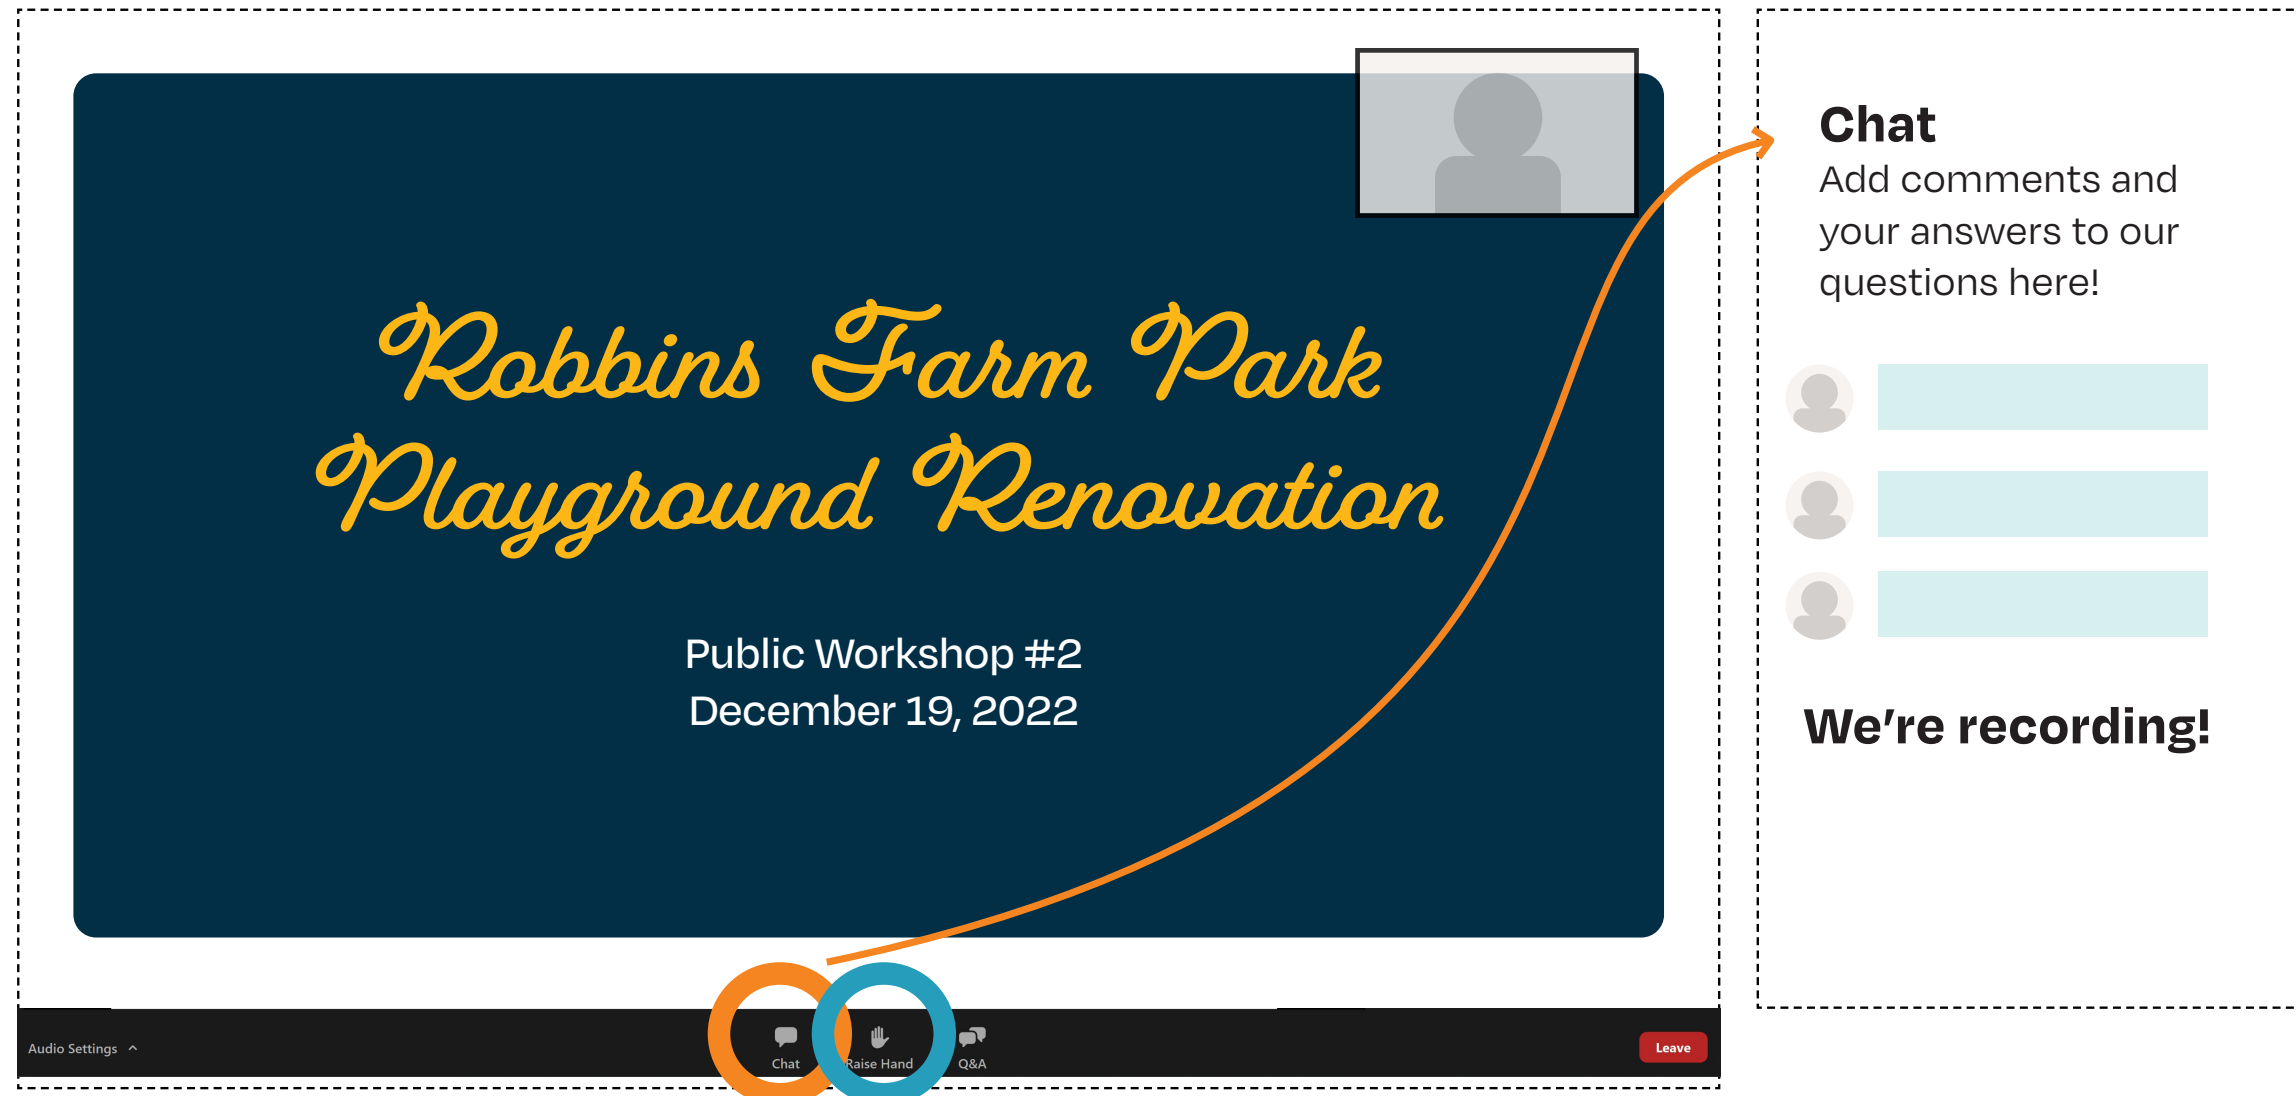 Robbins Farm Park
Playground Renovation
Public Workshop #2
December 19, 2022
Audio Settings
Chat
Raise Hand
Q&A
Leave
Chat
Add comments and
your answers to our
questions here!
We're recording!